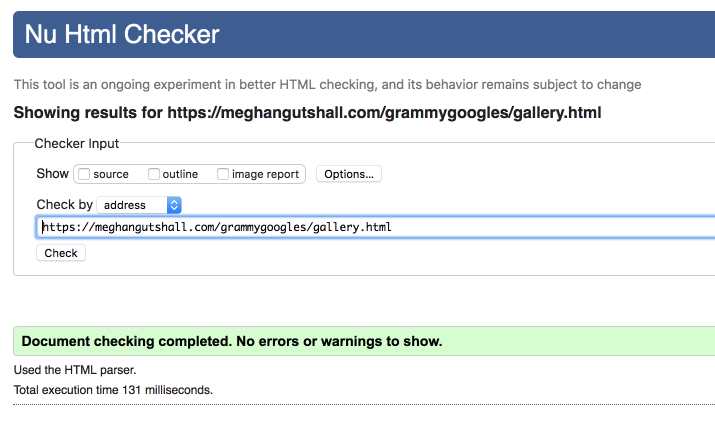 Nu Html Checker
This tool is an ongoing experiment in better HTML checking, and its behavior remains subject to change
Showing results for https://meghangutshall.com/grammygoogles/gallery.html
Checker Input
Show source outline image report Options...
Check by address
https://meghangutshall.com/grammygoogles/gallery.html
Check
Document checking completed. No errors or warnings to show.
Used the HTML parser.
Total execution time 131 milliseconds.